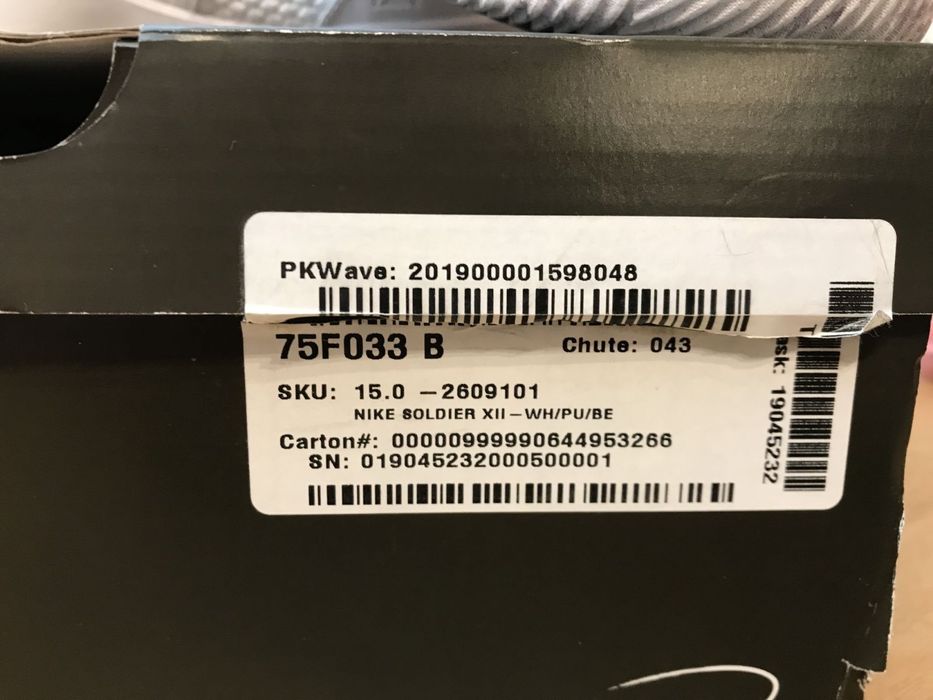 PKWave: 201900001598048
75F033 B
Chute: 043
SKU: 15.0 -2609101
NIKE SOLDIER XII-WH/PU/BE
Carton#: 00000999990644953266
SN: 019045232000500001
Task: 19045232